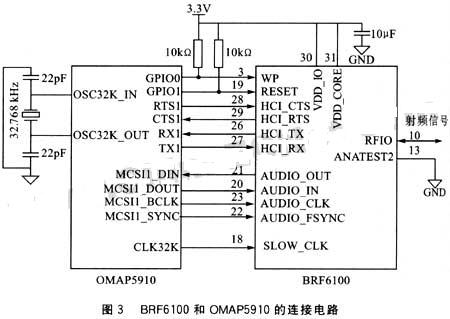 3.3V
10kΩ
10kΩ
10μF
GND
30
31
22pF
32.768 kHz
22pF
OSC32K_IN
OSC32K_OUT
GPIO0
GPIO1
RTS1
CTS1
RX1
TX1
MCSI1_DIN
MCSI1_DOUT
MCSI1_BCLK
MCSI1_SYNC
CLK32K
3
19
28
29
26
27
21
20
23
22
18
WP
RESET
HCI_CTS
HCI_RTS
HCI_TX
HCI_RX
AUDIO_OUT
AUDIO_IN
AUDIO_CLK
AUDIO_FSYNC
SLOW_CLK
VDD_IO
VDD_CORE
射频信号
RFIO
10
ANATEST2
13
GND
OMAP5910
BRF6100
图 3 BRF6100 和 OMAP5910 的连接电路